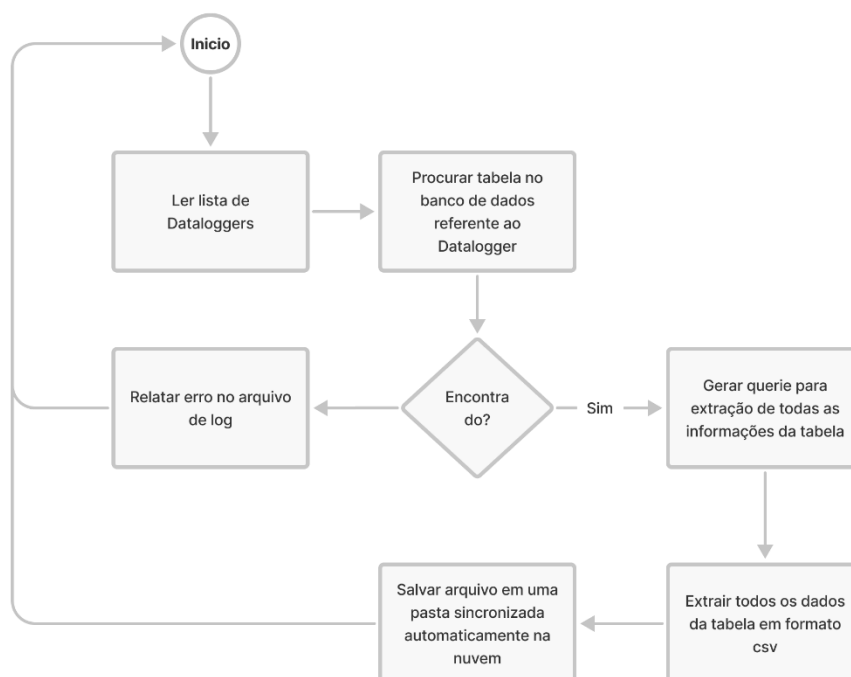 Inicio
Ler lista de
Dataloggers
Procurar tabela no
banco de dados
referente ao
Datalogger
Relatar erro no arquivo
de log
Encontra
do?
Sim
Gerar querie para
extração de todas as
informações da tabela
Salvar arquivo em uma
pasta sincronizada
automaticamente na
nuvem
Extrair todos os dados
da tabela em formato
csv